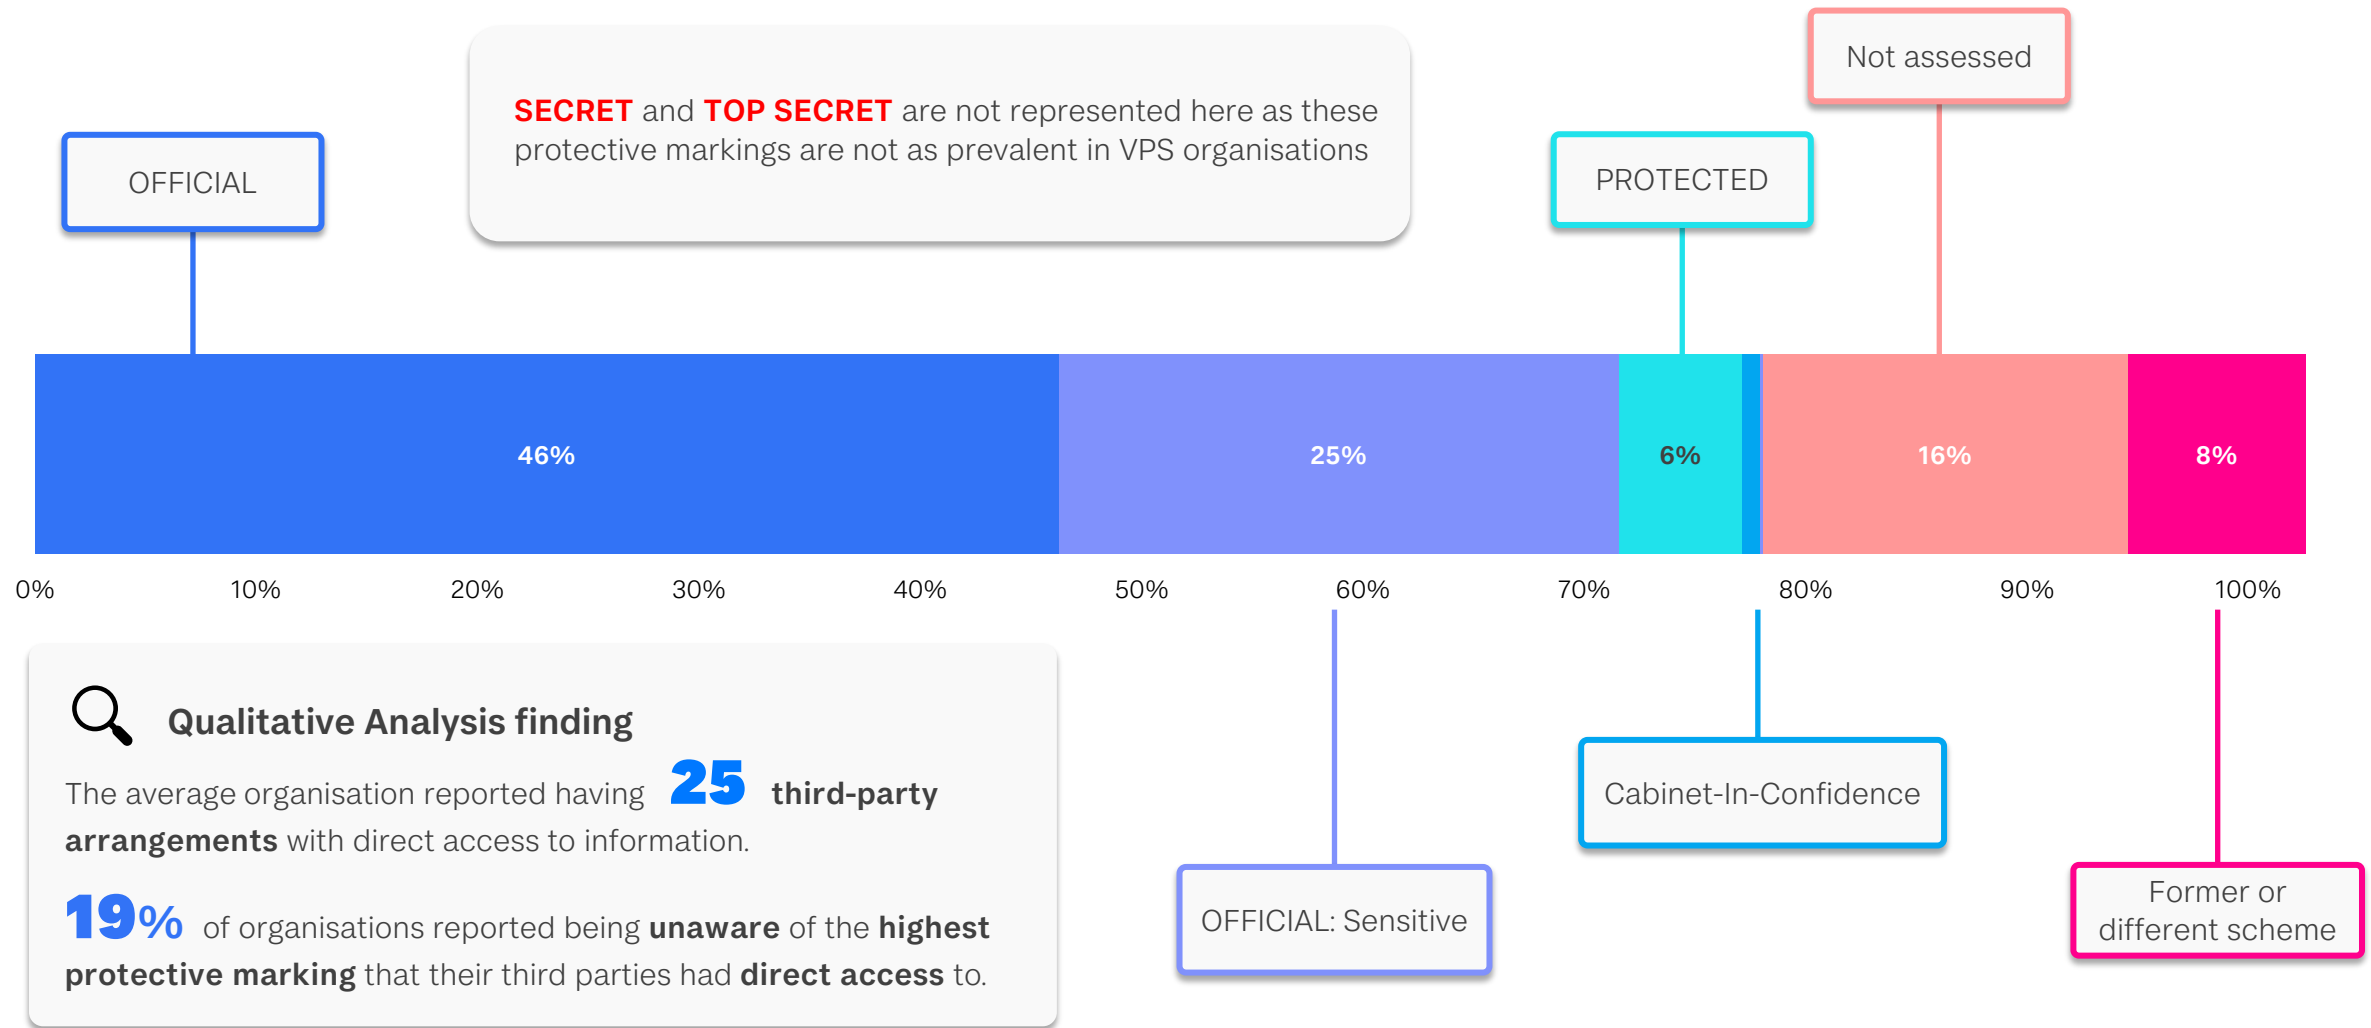 Not assessed
SECRET and TOP SECRET are not represented here as these
protective markings are not as prevalent in VPS organisations
OFFICIAL
PROTECTED
46%
25%
6%
16%
8%
0%
10%
20%
30%
40%
50%
60%
70%
80%
90%
100%
Qualitative Analysis finding
The average organisation reported having 25 third-party
arrangements with direct access to information.
19% of organisations reported being unaware of the highest
protective marking that their third parties had direct access to.
Cabinet-In-Confidence
OFFICIAL: Sensitive
Former or
different scheme